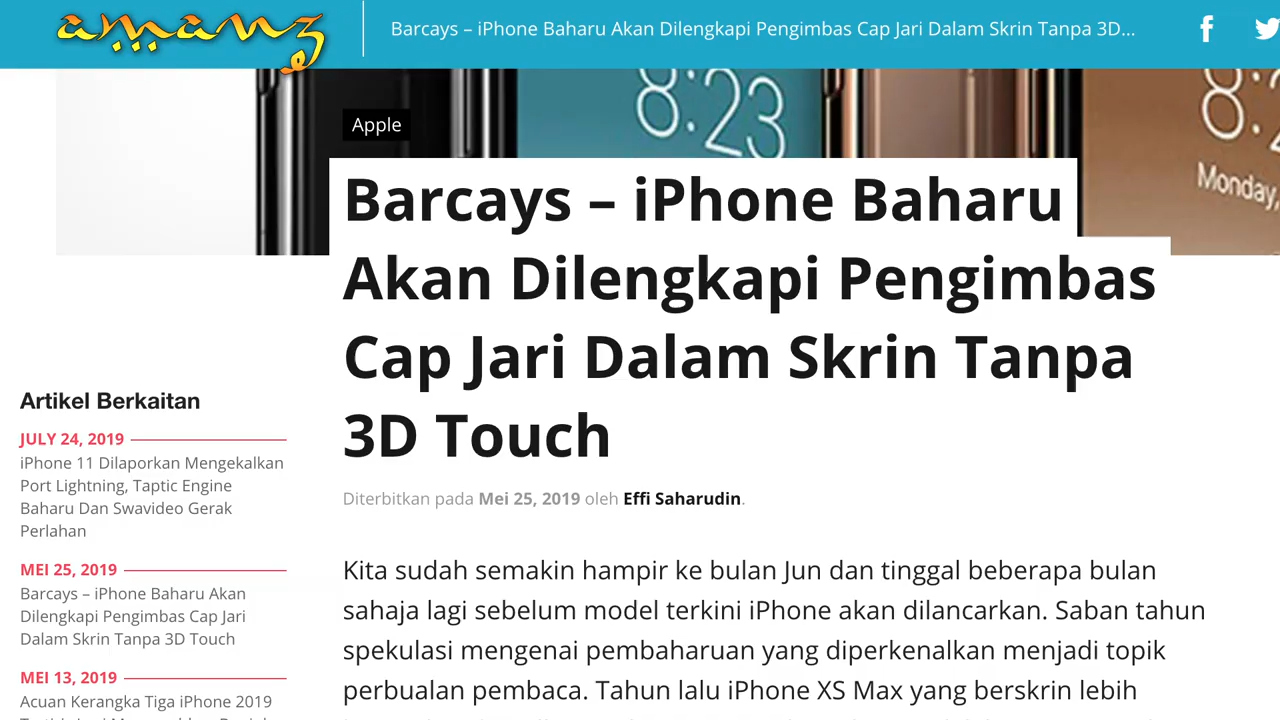 amanz
Barcays – iPhone Baharu Akan Dilengkapi Pengimbas Cap Jari Dalam Skrin Tanpa 3D...
8:23
8:
Monday,
Apple
Barcays – iPhone Baharu
Akan Dilengkapi Pengimbas
Cap Jari Dalam Skrin Tanpa
3D Touch
Diterbitkan pada Mei 25, 2019 oleh Effi Saharudin.
Artikel Berkaitan
JULY 24, 2019
iPhone 11 Dilaporkan Mengekalkan
Port Lightning, Taptic Engine
Baharu Dan Swavideo Gerak
Perlahan
MEI 25, 2019
Barcays – iPhone Baharu Akan
Dilengkapi Pengimbas Cap Jari
Dalam Skrin Tanpa 3D Touch
MEI 13, 2019
Acuan Kerangka Tiga iPhone 2019
Kita sudah semakin hampir ke bulan Jun dan tinggal beberapa bulan
sahaja lagi sebelum model terkini iPhone akan dilancarkan. Saban tahun
spekulasi mengenai pembaharuan yang diperkenalkan menjadi topik
perbualan pembaca. Tahun lalu iPhone XS Max yang berskrin lebih